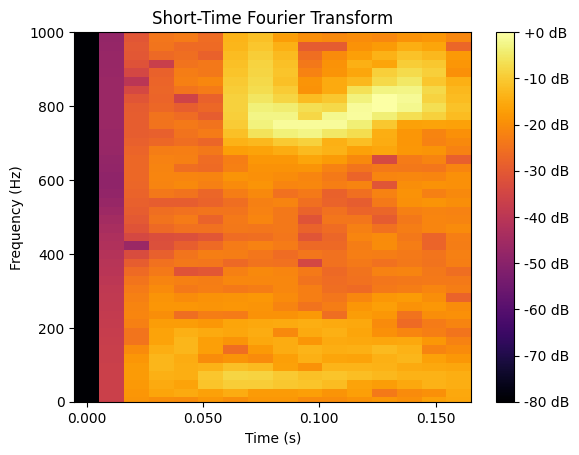 Short-Time Fourier Transform
1000
800
600
400
200
0
Frequency (Hz)
0.000
0.050
0.100
0.150
Time (s)
+0 dB
-10 dB
-20 dB
-30 dB
-40 dB
-50 dB
-60 dB
-70 dB
-80 dB